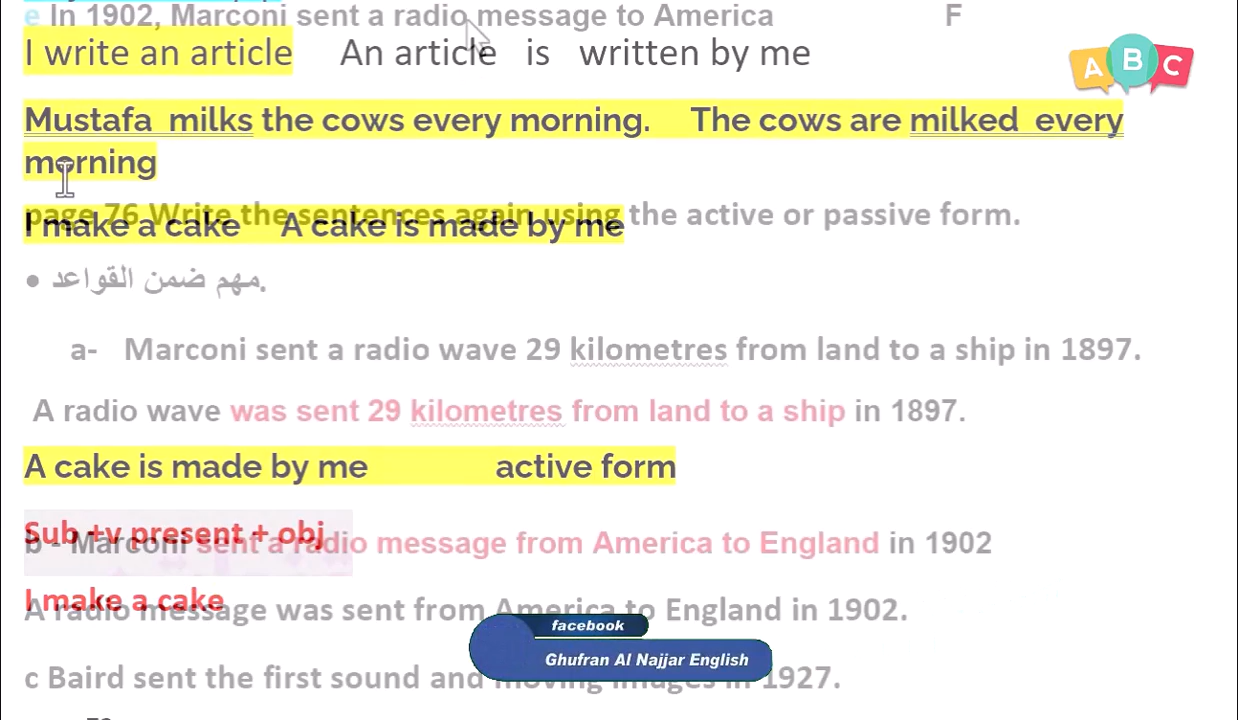 e In 1902, Marconi sent a radio message to America F
I write an article An article is written by me
A B C
Mustafa milks the cows every morning. The cows are milked every
morning
page 76 Write the sentences again using the active or passive form.
I make a cake A cake is made by me
• مهم ضمن القواعد.
a- Marconi sent a radio wave 29 kilometres from land to a ship in 1897.
A radio wave was sent 29 kilometres from land to a ship in 1897.
A cake is made by me active form
Sub +v present + obj
b - Marconi sent a radio message from America to England in 1902
I make a cake
A radio message was sent from America to England in 1902.
facebook
Ghufran Al Najjar English
c Baird sent the first sound and moving images in 1927.